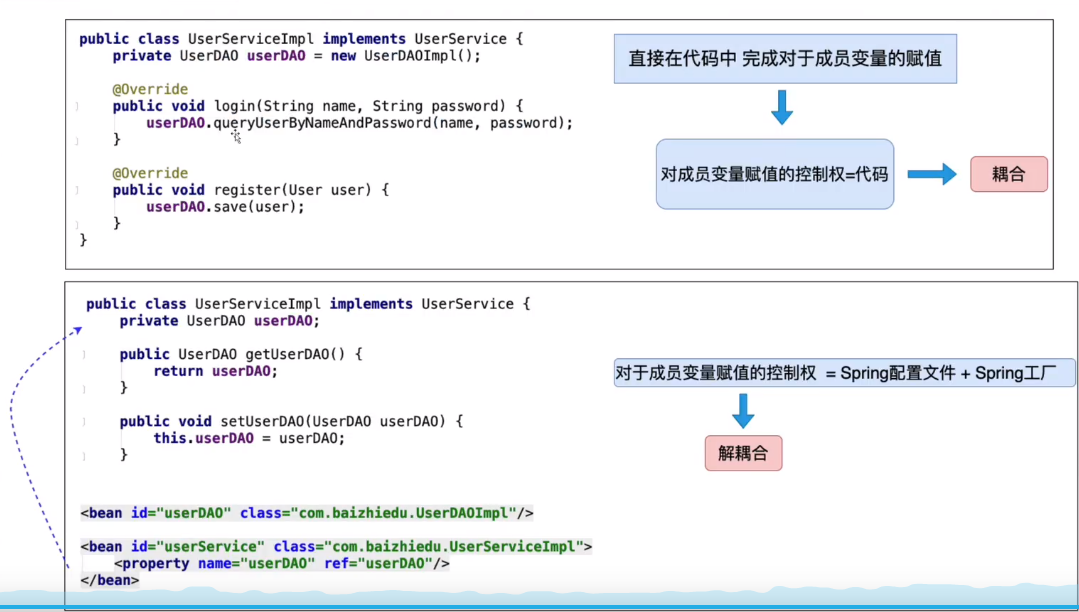 public class UserServiceImpl implements UserService {
private UserDAO userDAO = new UserDAOImpl();
@Override
public void login(String name, String password) {
userDAO.queryUserByNameAndPassword(name, password);
}
@Override
public void register(User user) {
userDAO.save(user);
}
}
直接在代码中 完成对于成员变量的赋值
对成员变量赋值的控制权=代码
耦合
public class UserServiceImpl implements UserService {
private UserDAO userDAO;
public UserDAO getUserDAO() {
return userDAO;
}
public void setUserDAO(UserDAO userDAO) {
this.userDAO = userDAO;
}
<bean id="userDAO" class="com.baizhiedu.UserDAOImpl"/>
<bean id="userService" class="com.baizhiedu.UserServiceImpl">
<property name="userDAO" ref="userDAO"/>
</bean>
对于成员变量赋值的控制权 = Spring配置文件 + Spring工厂
解耦合